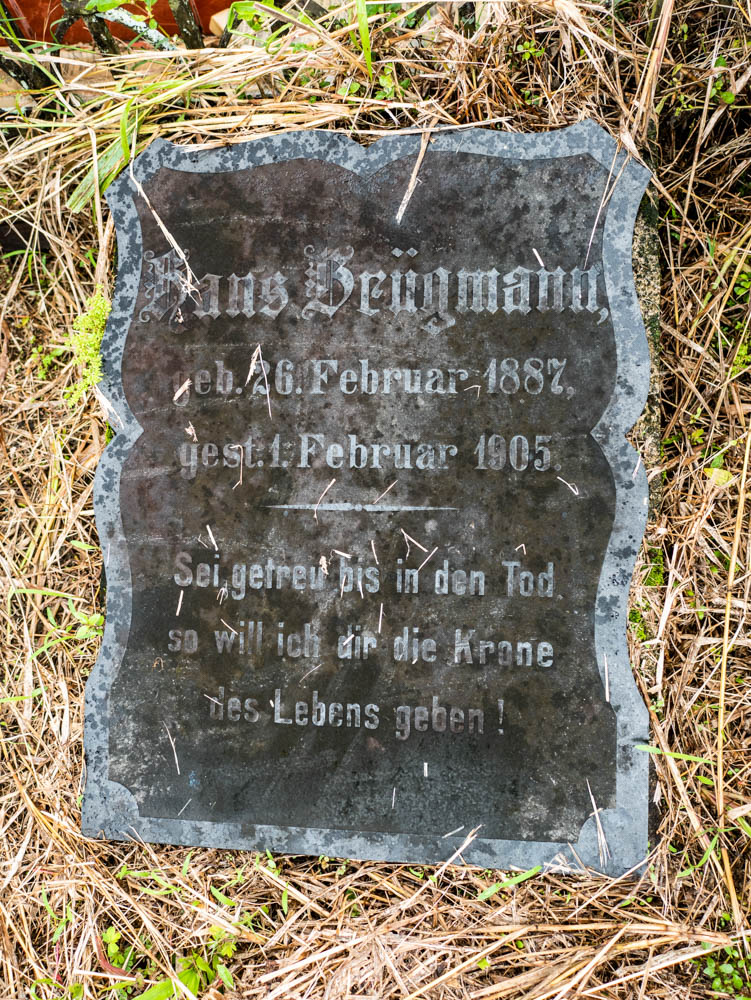 Hans Brügmann,
geb. 26. Februar 1887,
gest. 1. Februar 1905.
Sei getreu bis in den Tod
so will ich dir die Krone
des Lebens geben!